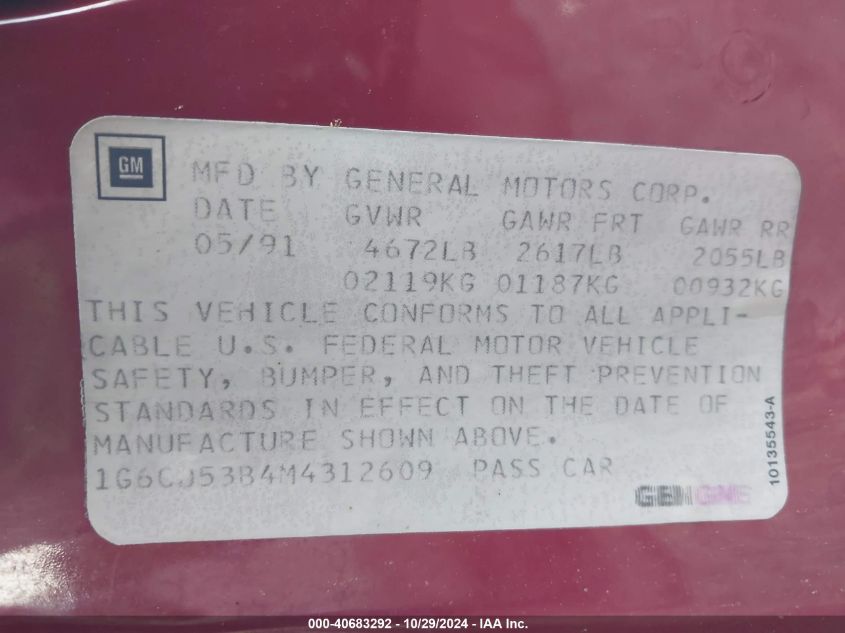 GM
MFD BY GENERAL MOTORS CORP.
DATE GVWR GAWR FRT GAWR RR
05/91 4672LB 2617LB 2055LB
02119KG 01187KG 00932KG
THIS VEHICLE CONFORMS TO ALL APPLI-
CABLE U.S. FEDERAL MOTOR VEHICLE
SAFETY, BUMPER, AND THEFT PREVENTION
STANDARDS IN EFFECT ON THE DATE OF
MANUFACTURE SHOWN ABOVE.
1G6CD53B4M4312609 PASS CAR
10135543-A
000-40683292 - 10/29/2024 - IAA Inc.